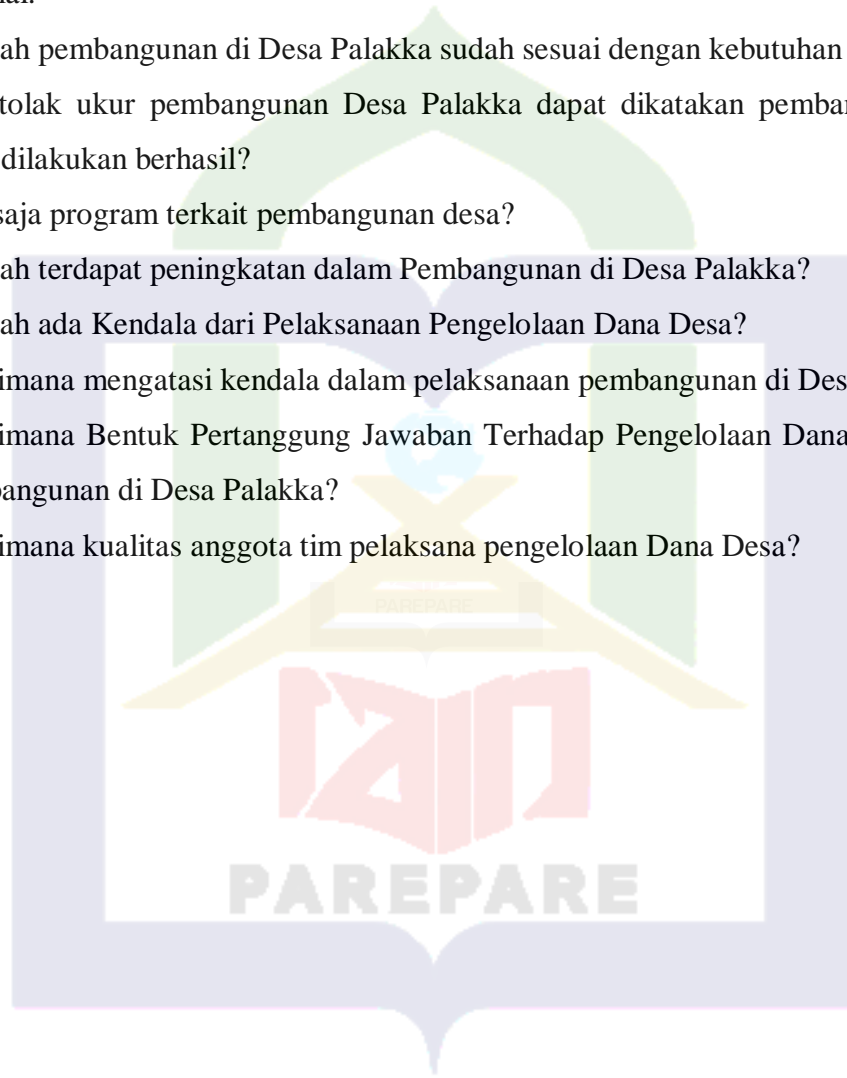 ah pembangunan di Desa Palakka sudah sesuai dengan kebutuhan
tolak ukur pembangunan Desa Palakka dapat dikatakan pemba
dilakukan berhasil?
saja program terkait pembangunan desa?
ah terdapat peningkatan dalam Pembangunan di Desa Palakka?
ah ada Kendala dari Pelaksanaan Pengelolaan Dana Desa?
imana mengatasi kendala dalam pelaksanaan pembangunan di Des
imana Bentuk Pertanggung Jawaban Terhadap Pengelolaan Dana
angunan di Desa Palakka?
imana kualitas anggota tim pelaksana pengelolaan Dana Desa?
PAREPARE
iain
PAREPARE